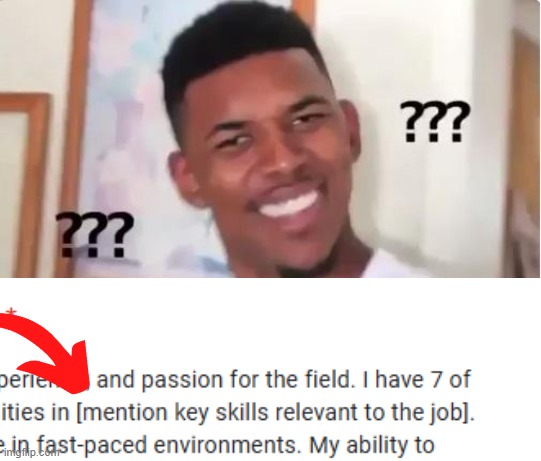 ???
???
*
and passion for the field. I have 7 of
ities in [mention key skills relevant to the job].
e in fast-paced environments. My ability to
imgflip.com